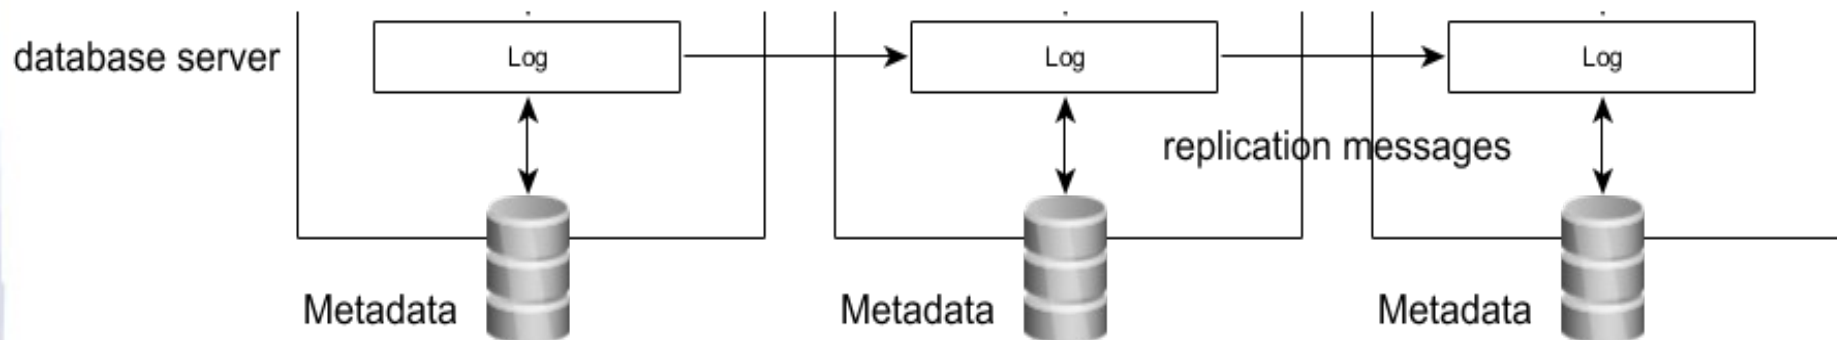 database server
Log
Log
Log
replication messages
Metadata
Metadata
Metadata